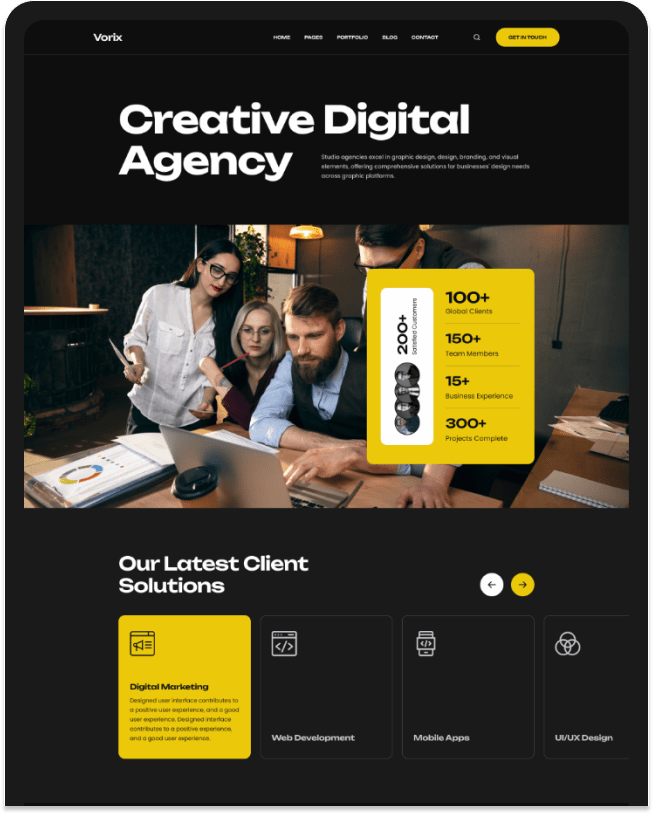 Vorix
HOME PAGES PORTFOLIO BLOG CONTACT
GET IN TOUCH
Creative Digital
Agency
Studio agencies excel in graphic design, design, branding, and visual
elements, offering comprehensive solutions for businesses' design needs
across graphic platforms.
200+
Satisfied Customers
100+
Global Clients
150+
Team Members
15+
Business Experience
300+
Projects Complete
Our Latest Client
Solutions
Digital Marketing
Designed user interface contributes to
a positive user experience, and a good
user experience. Designed interface
contributes to a positive experience,
and a good user experience.
Web Development
Mobile Apps
UI/UX Design